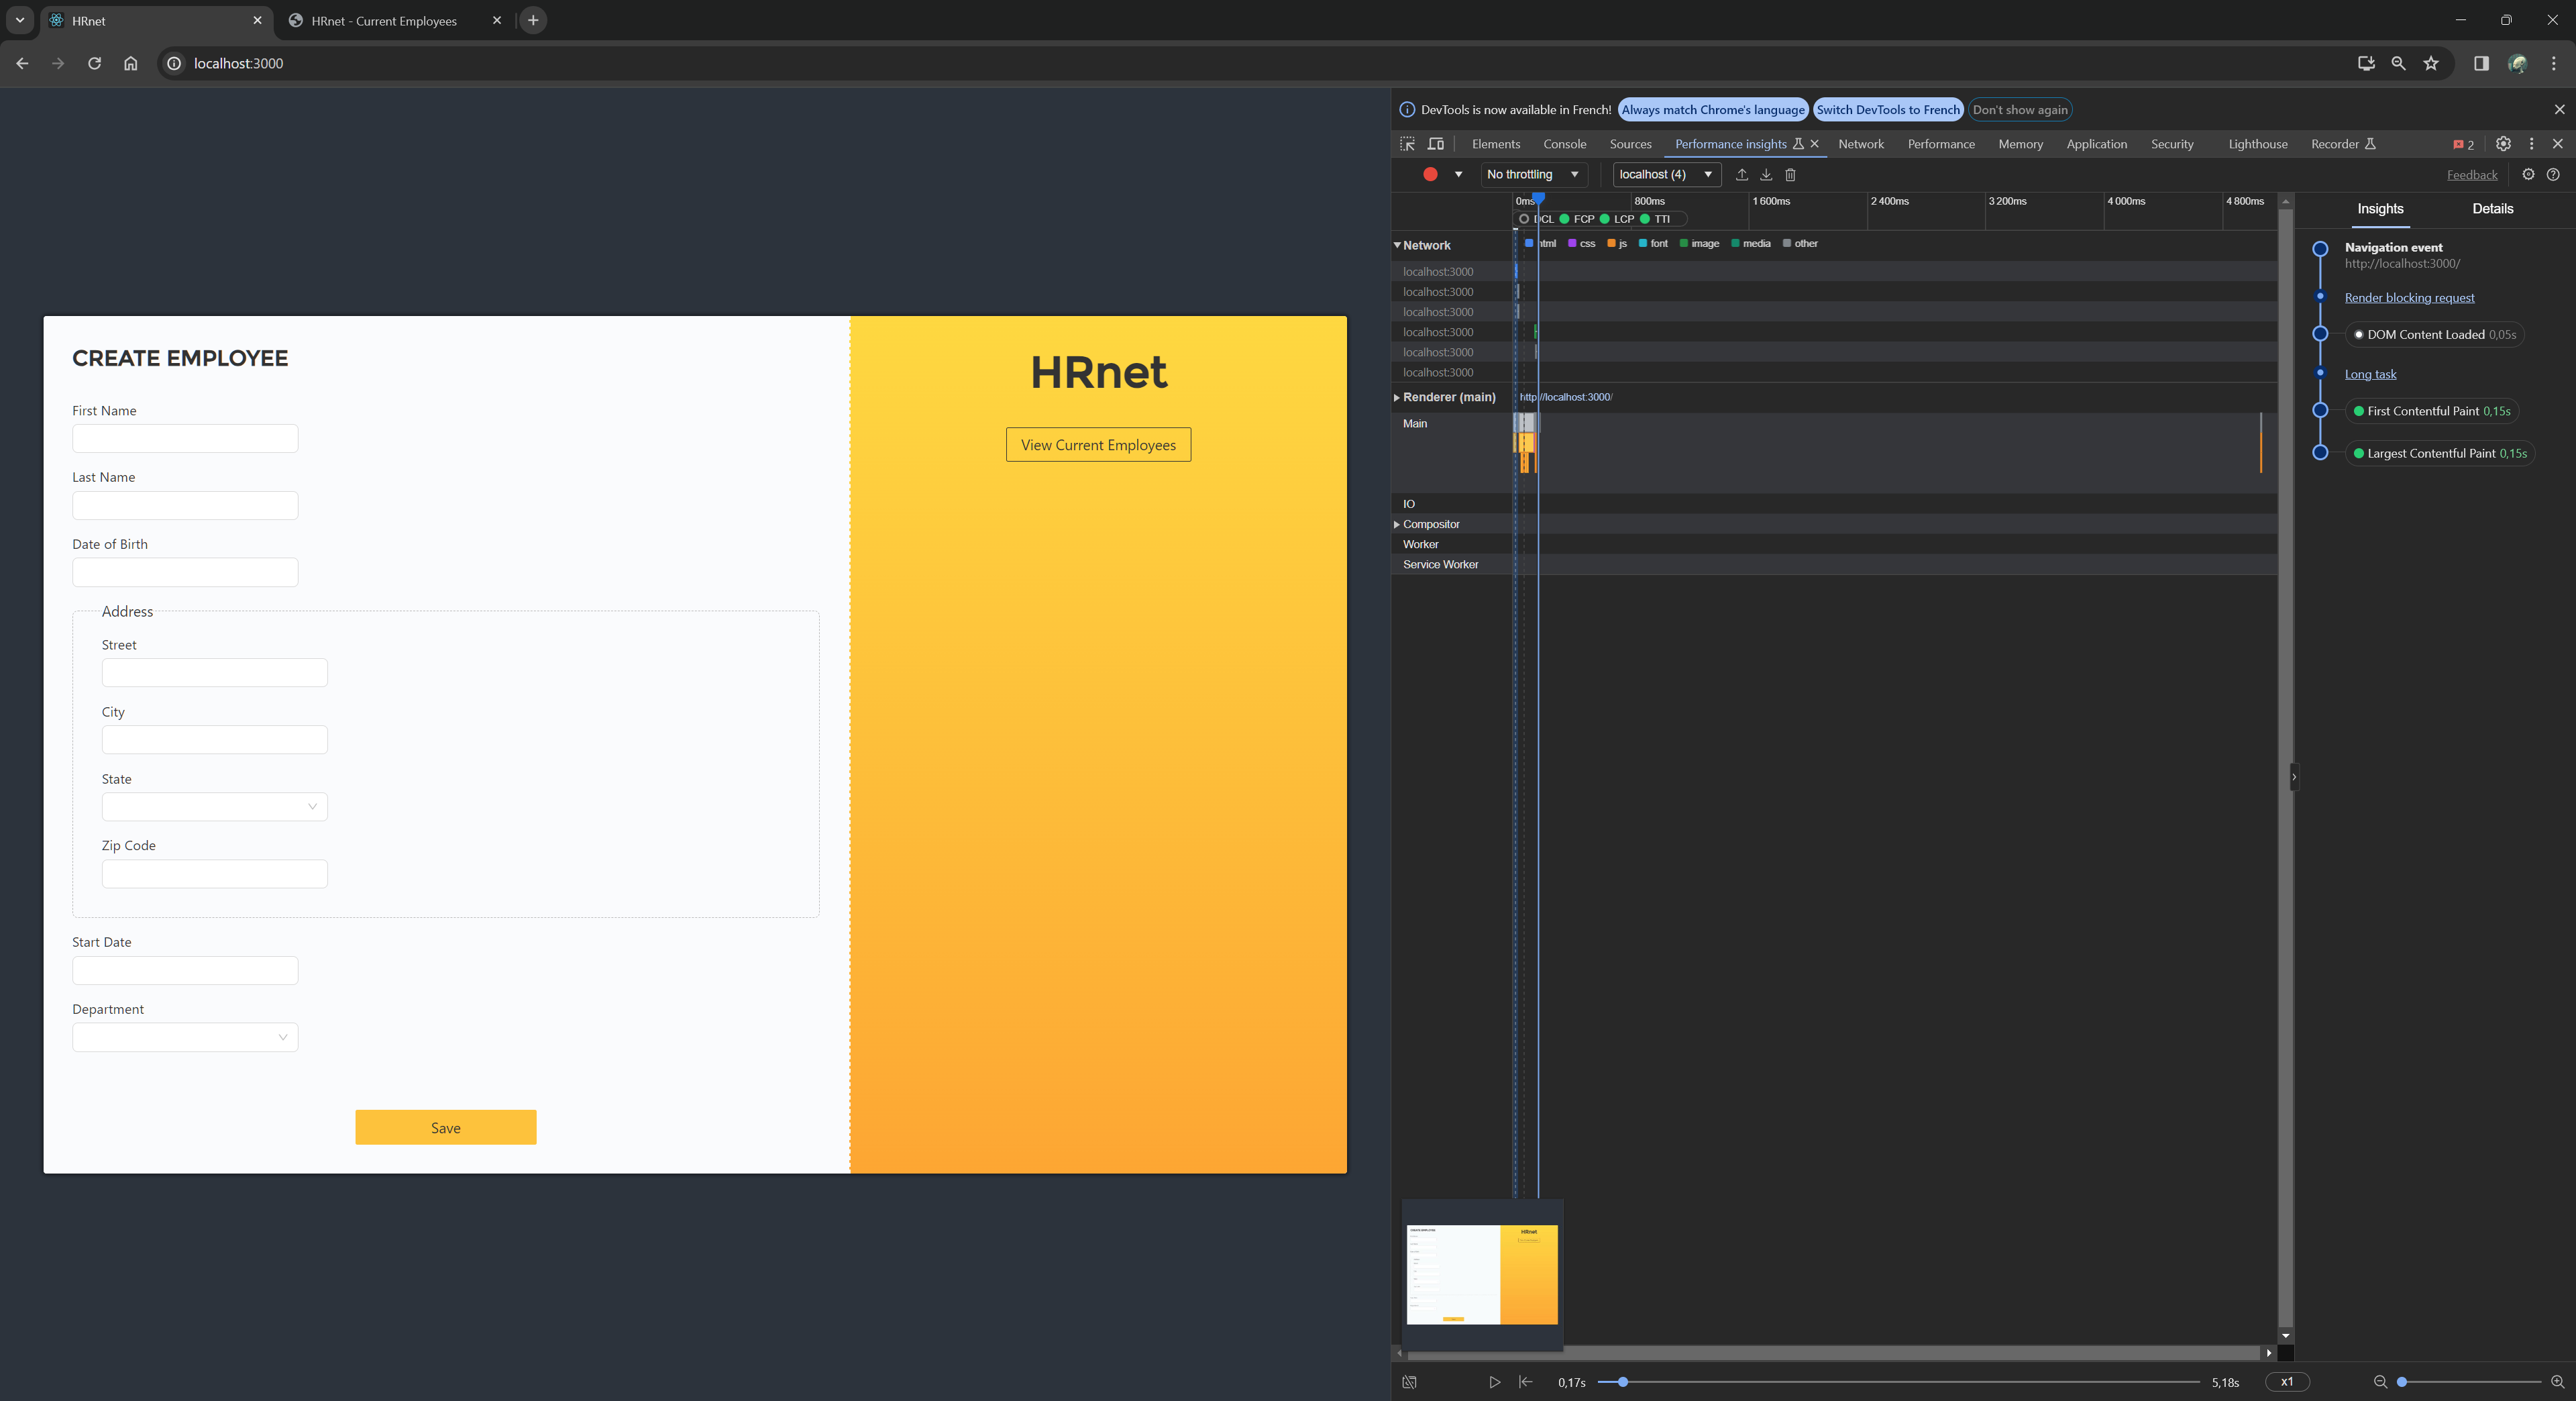 HRnet
HRnet - Current Employees
localhost:3000
DevTools is now available in French! Always match Chrome's language Switch DevTools to French Don't show again
Elements Console Sources Performance insights Network Performance Memory Application Security Lighthouse Recorder 2
No throttling localhost (4) Feedback
0ms 800ms 1 600ms 2 400ms 3 200ms 4 000ms 4 800ms
DCL FCP LCP TTI
Network html css js font image media other
localhost:3000
localhost:3000
localhost:3000
localhost:3000
localhost:3000
localhost:3000
Renderer (main) http://localhost:3000/
Main
IO
Compositor
Worker
Service Worker
Insights Details
Navigation event
http://localhost:3000/
Render blocking request
DOM Content Loaded 0,05s
Long task
First Contentful Paint 0,15s
Largest Contentful Paint 0,15s
CREATE EMPLOYEE
First Name
Last Name
Date of Birth
Address
Street
City
State
Zip Code
Start Date
Department
Save
HRnet
View Current Employees
0,17s 5,18s x1